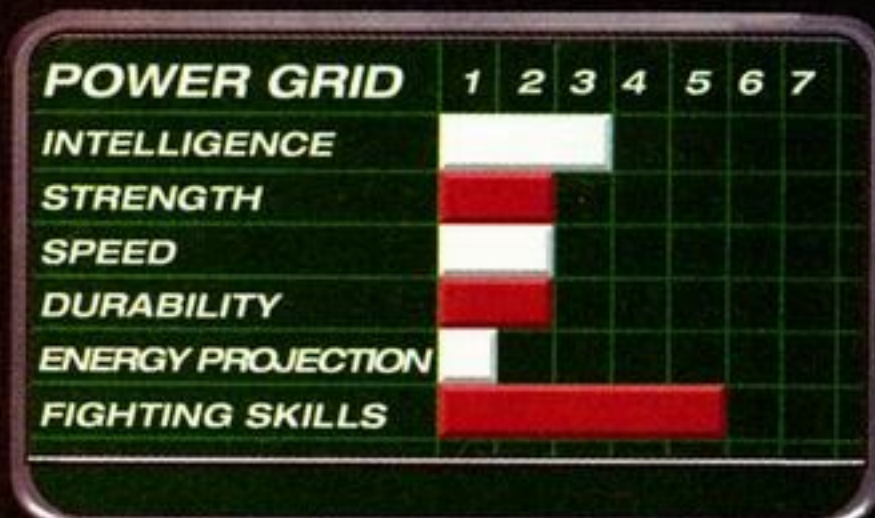 POWER GRID 1 2 3 4 5 6 7
INTELLIGENCE
STRENGTH
SPEED
DURABILITY
ENERGY PROJECTION
FIGHTING SKILLS